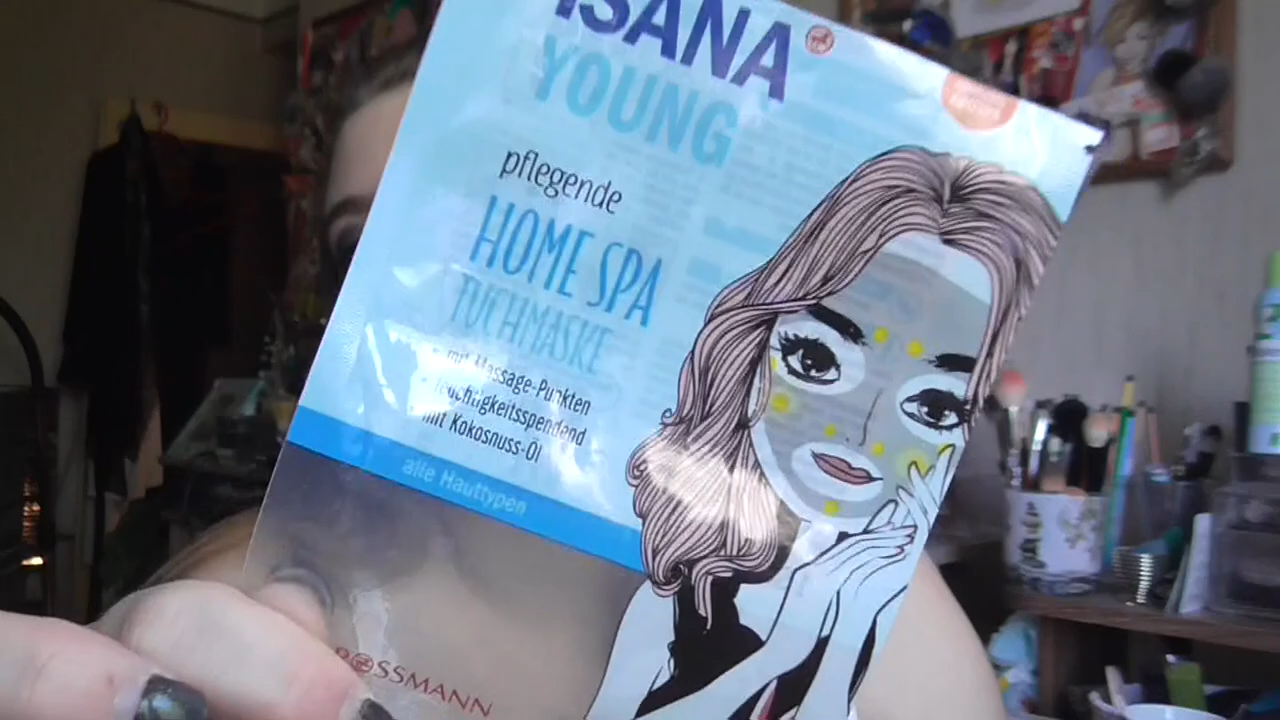 ISANA
YOUNG
pflegende
HOME SPA
TUCHMASKE
mit Massage-Punkten
feuchtigkeitsspendend
mit Kokosnuss-Öl
alle Hauttypen
ROSSMANN